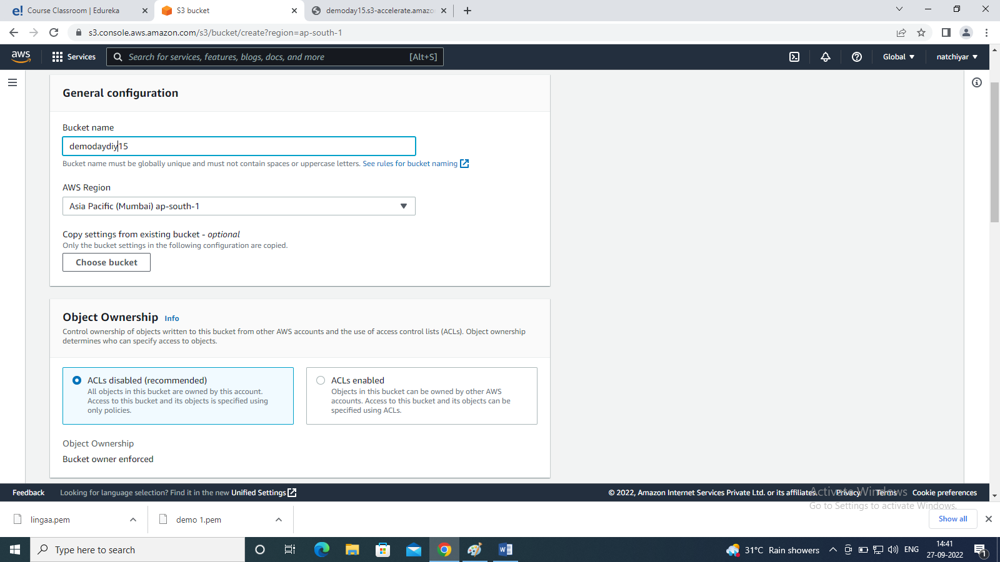 e! Course Classroom | Edureka
S3 bucket
demoday15.s3-accelerate.amazo
s3.console.aws.amazon.com/s3/bucket/create?region=ap-south-1
aws
Services
Search for services, features, blogs, docs, and more
[Alt+S]
Global
natchiyar
General configuration
Bucket name
demodaydiy15
Bucket name must be globally unique and must not contain spaces or uppercase letters. See rules for bucket naming
AWS Region
Asia Pacific (Mumbai) ap-south-1
Copy settings from existing bucket - optional
Only the bucket settings in the following configuration are copied.
Choose bucket
Object Ownership Info
Control ownership of objects written to this bucket from other AWS accounts and the use of access control lists (ACLs). Object ownership
determines who can specify access to objects.
ACLs disabled (recommended)
All objects in this bucket are owned by this account.
Access to this bucket and its objects is specified using
only policies.
ACLs enabled
Objects in this bucket can be owned by other AWS
accounts. Access to this bucket and its objects can be
specified using ACLs.
Object Ownership
Bucket owner enforced
Feedback
Looking for language selection? Find it in the new Unified Settings
© 2022, Amazon Internet Services Private Ltd. or its affiliates.
Privacy
Terms
Cookie preferences
Activate Windows
Go to Settings to activate Windows.
lingaa.pem
demo 1.pem
Show all
Type here to search
31°C Rain showers
ENG
14:41
27-09-2022
1